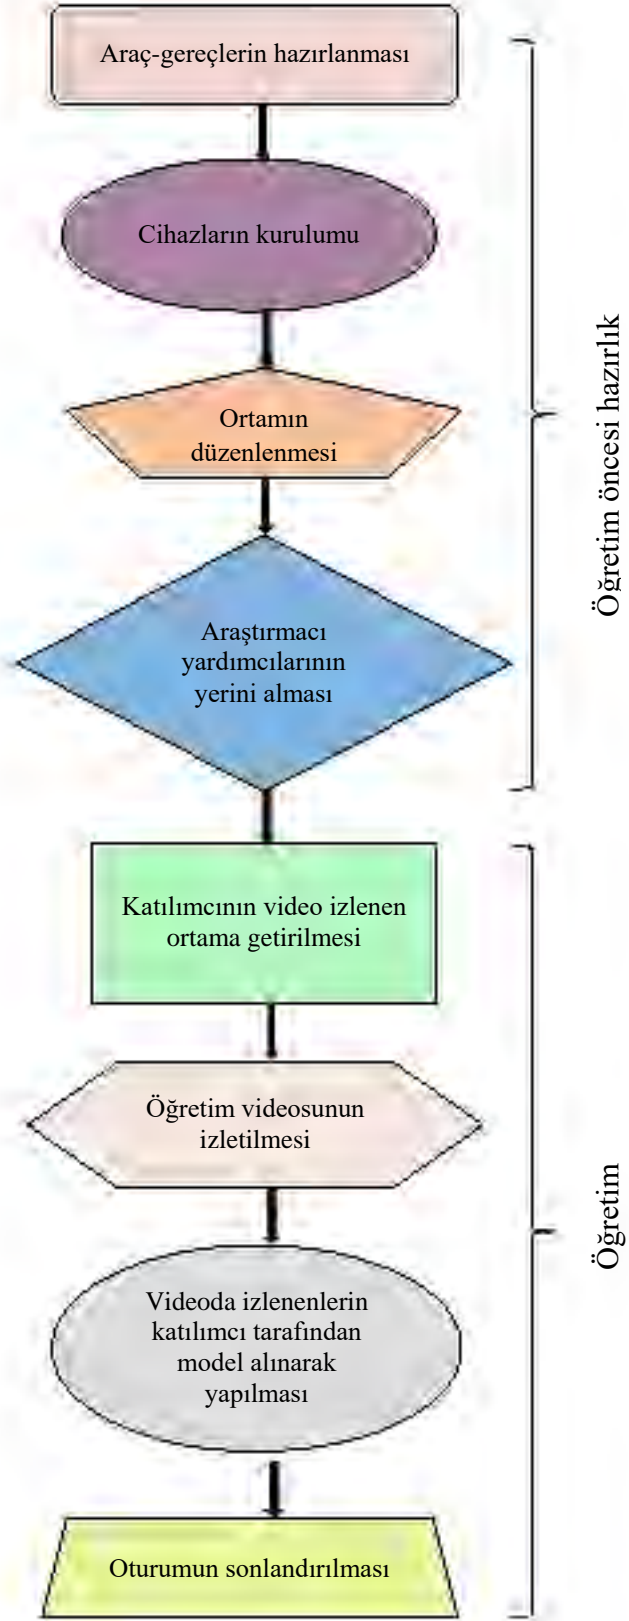 Araç-gereçlerin hazırlanması
Cihazların kurulumu
Ortamın
düzenlenmesi
Araştırmacı
yardımcılarının
yerini alması
Öğretim öncesi hazırlık
Katılımcının video izlenen
ortama getirilmesi
Öğretim videosunun
izletilmesi
Videoda izlenenlerin
katılımcı tarafından
model alınarak
yapılması
Oturumun sonlandırılması
Öğretim